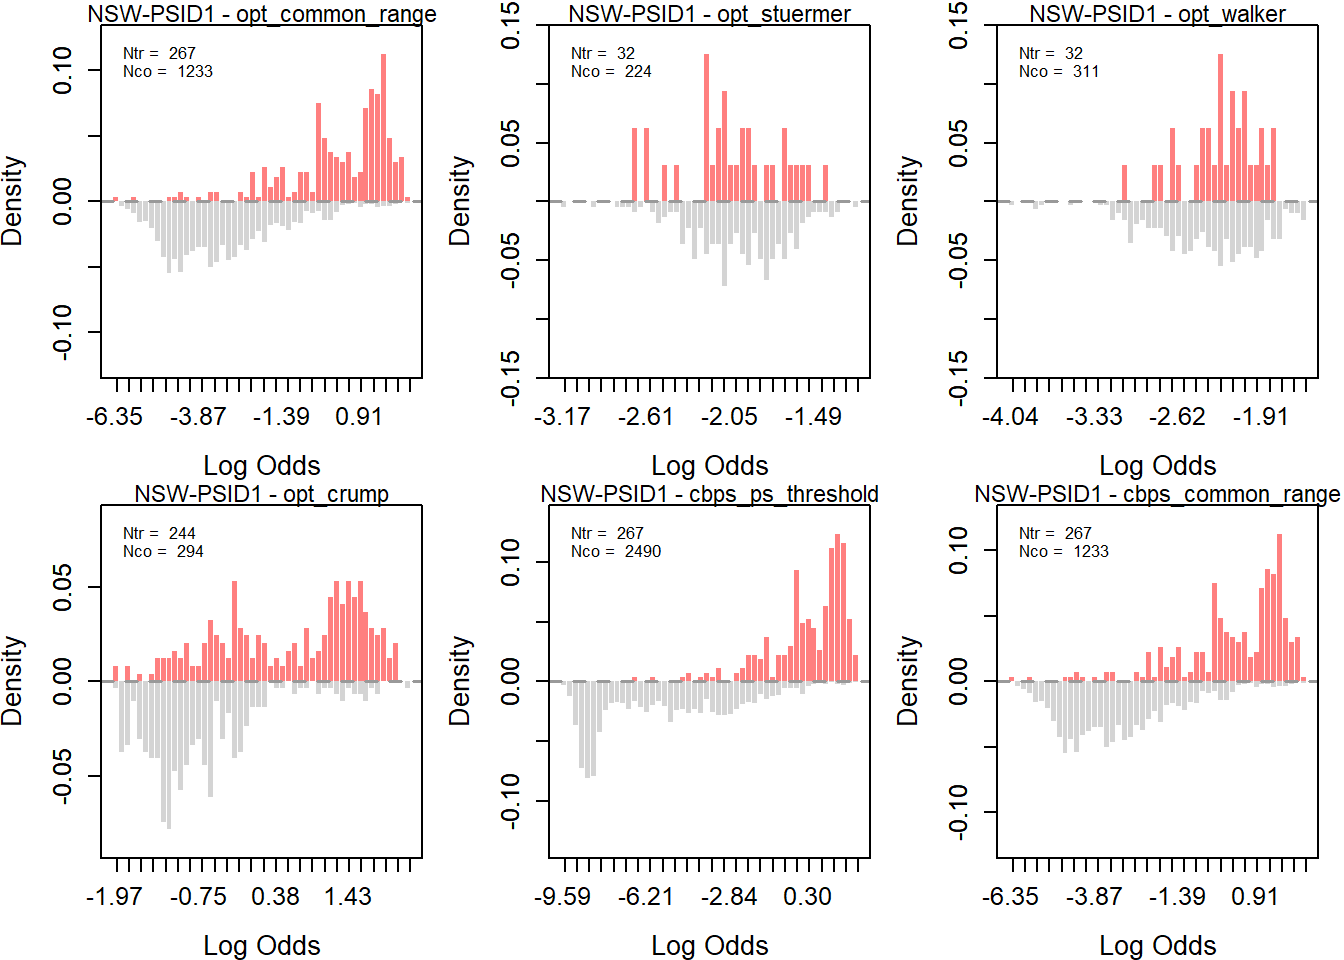 NSW-PSID1 - opt_common_range
Ntr = 267
Nco = 1233
0.10
0.00
-0.10
Density
-6.35 -3.87 -1.39 0.91
Log Odds
NSW-PSID1 - opt_stuermer
Ntr = 32
Nco = 224
0.15
0.05
-0.05
-0.15
Density
-3.17 -2.61 -2.05 -1.49
Log Odds
NSW-PSID1 - opt_walker
Ntr = 32
Nco = 311
0.15
0.05
-0.05
-0.15
Density
-4.04 -3.33 -2.62 -1.91
Log Odds
NSW-PSID1 - opt_crump
Ntr = 244
Nco = 294
0.05
0.00
-0.05
Density
-1.97 -0.75 0.38 1.43
Log Odds
NSW-PSID1 - cbps_ps_threshold
Ntr = 267
Nco = 2490
0.10
0.00
-0.10
Density
-9.59 -6.21 -2.84 0.30
Log Odds
NSW-PSID1 - cbps_common_range
Ntr = 267
Nco = 1233
0.10
0.00
-0.10
Density
-6.35 -3.87 -1.39 0.91
Log Odds